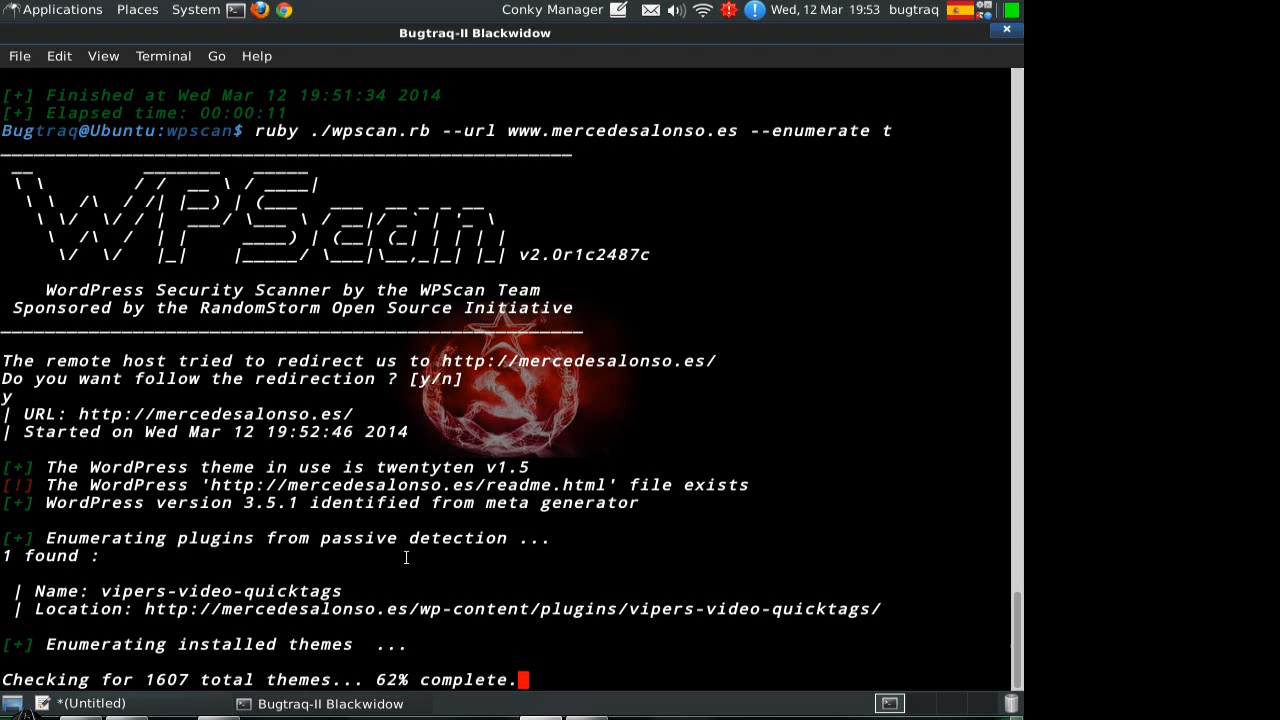 Applications Places System Conky Manager Wed, 12 Mar 19:53 bugtraq
Bugtraq-II Blackwidow
File Edit View Terminal Go Help
[+] Finished at Wed Mar 12 19:51:34 2014
[+] Elapsed time: 00:00:11
Bugtraq@Ubuntu:wpscan$ ruby ./wpscan.rb --url www.mercedesalonso.es --enumerate t
WPScan v2.0r1c2487c
WordPress Security Scanner by the WPScan Team
Sponsored by the RandomStorm Open Source Initiative
The remote host tried to redirect us to http://mercedesalonso.es/
Do you want follow the redirection ? [y/n]
y
| URL: http://mercedesalonso.es/
| Started on Wed Mar 12 19:52:46 2014
[+] The WordPress theme in use is twentyten v1.5
[!] The WordPress 'http://mercedesalonso.es/readme.html' file exists
[+] WordPress version 3.5.1 identified from meta generator
[+] Enumerating plugins from passive detection ...
1 found :
| Name: vipers-video-quicktags
| Location: http://mercedesalonso.es/wp-content/plugins/vipers-video-quicktags/
[+] Enumerating installed themes ...
Checking for 1607 total themes... 62% complete.
*(Untitled) Bugtraq-II Blackwidow